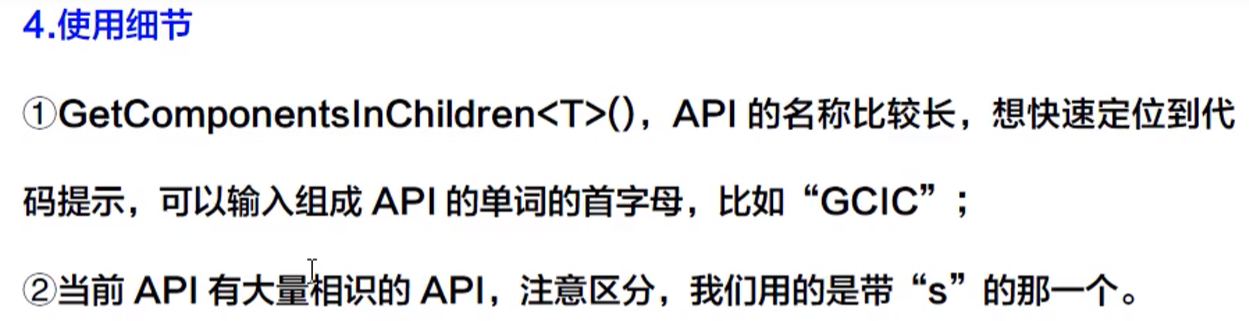 4.使用细节
①GetComponentsInChildren<T>()，API 的名称比较长，想快速定位到代
码提示，可以输入组成 API 的单词的首字母，比如“GCIC”；
②当前 API 有大量相识的 API，注意区分，我们用的是带“s”的那一个。